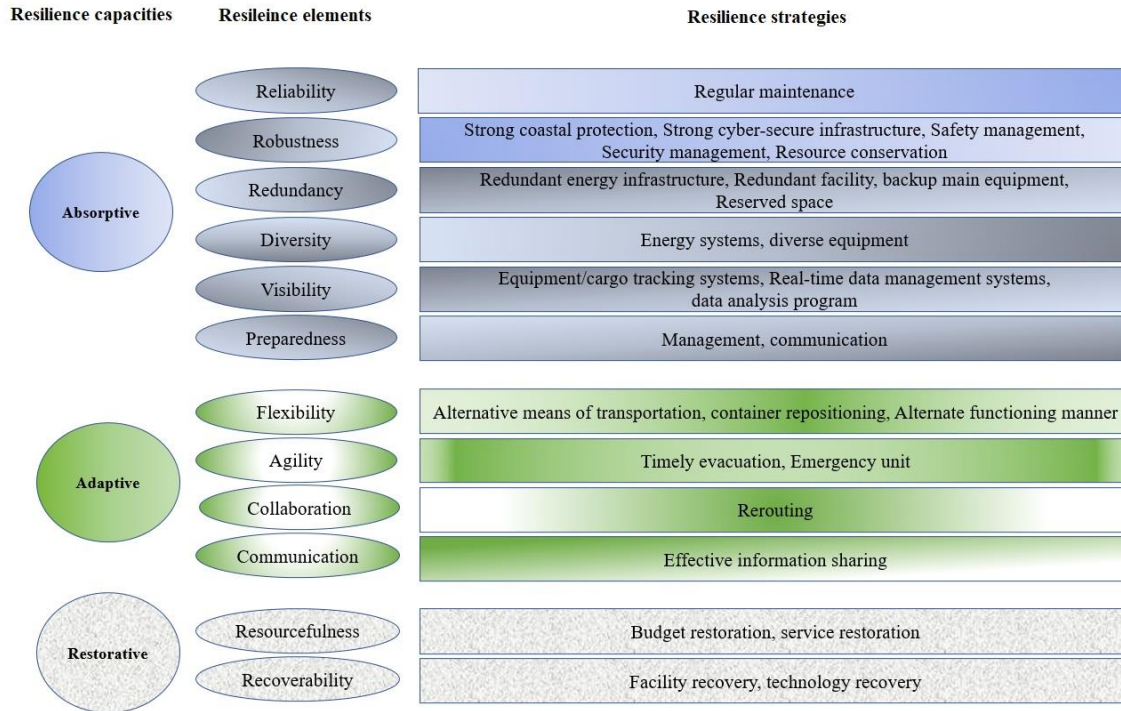 Resilience capacities Resileince elements Resilience strategies
Reliability Regular maintenance
Robustness Strong coastal protection, Strong cyber-secure infrastructure, Safety management,
Security management, Resource conservation
Redundancy Redundant energy infrastructure, Redundant facility, backup main equipment,
Reserved space
Absorptive
Diversity Energy systems, diverse equipment
Visibility Equipment/cargo tracking systems, Real-time data management systems,
data analysis program
Preparedness Management, communication
Flexibility Alternative means of transportation, container repositioning, Alternate functioning manner
Agility Timely evacuation, Emergency unit
Adaptive
Collaboration Rerouting
Communication Effective information sharing
Resourcefulness Budget restoration, service restoration
Restorative
Recoverability Facility recovery, technology recovery